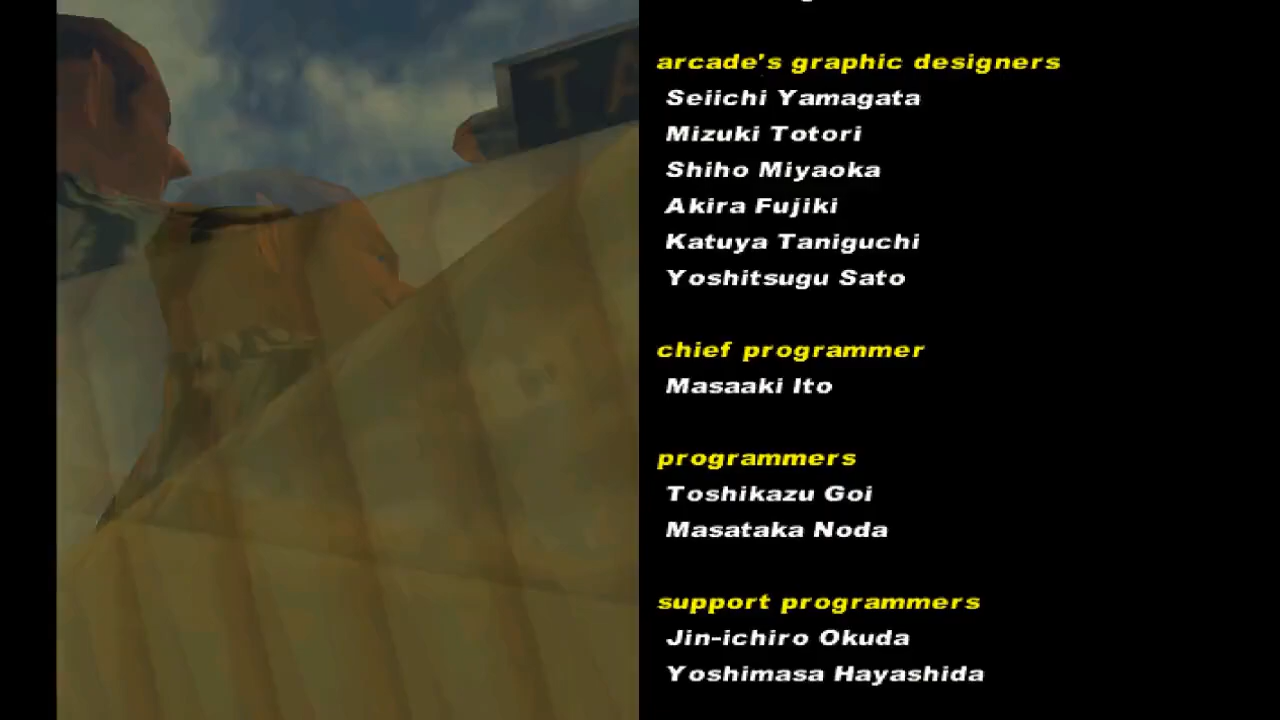 TA
arcade's graphic designers
Seiichi Yamagata
Mizuki Totori
Shiho Miyaoka
Akira Fujiki
Katuya Taniguchi
Yoshitsugu Sato
chief programmer
Masaaki Ito
programmers
Toshikazu Goi
Masataka Noda
support programmers
Jin-ichiro Okuda
Yoshimasa Hayashida